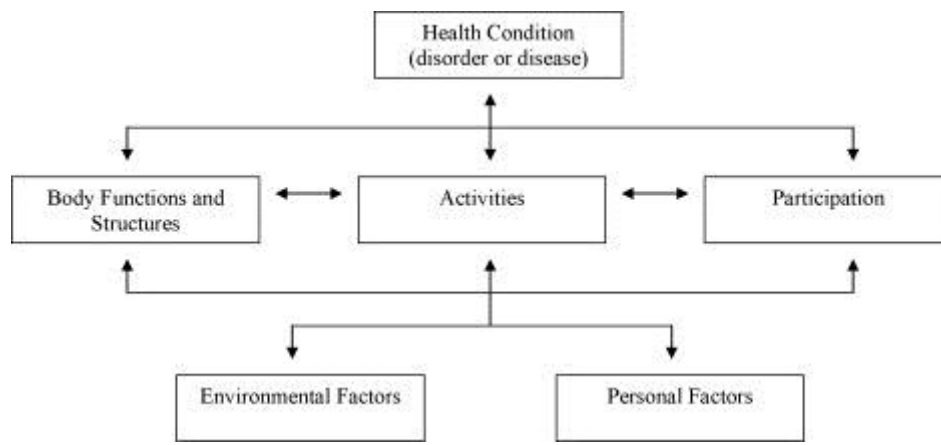 Health Condition
(disorder or disease)
Body Functions and
Structures
Activities
Participation
Environmental Factors
Personal Factors